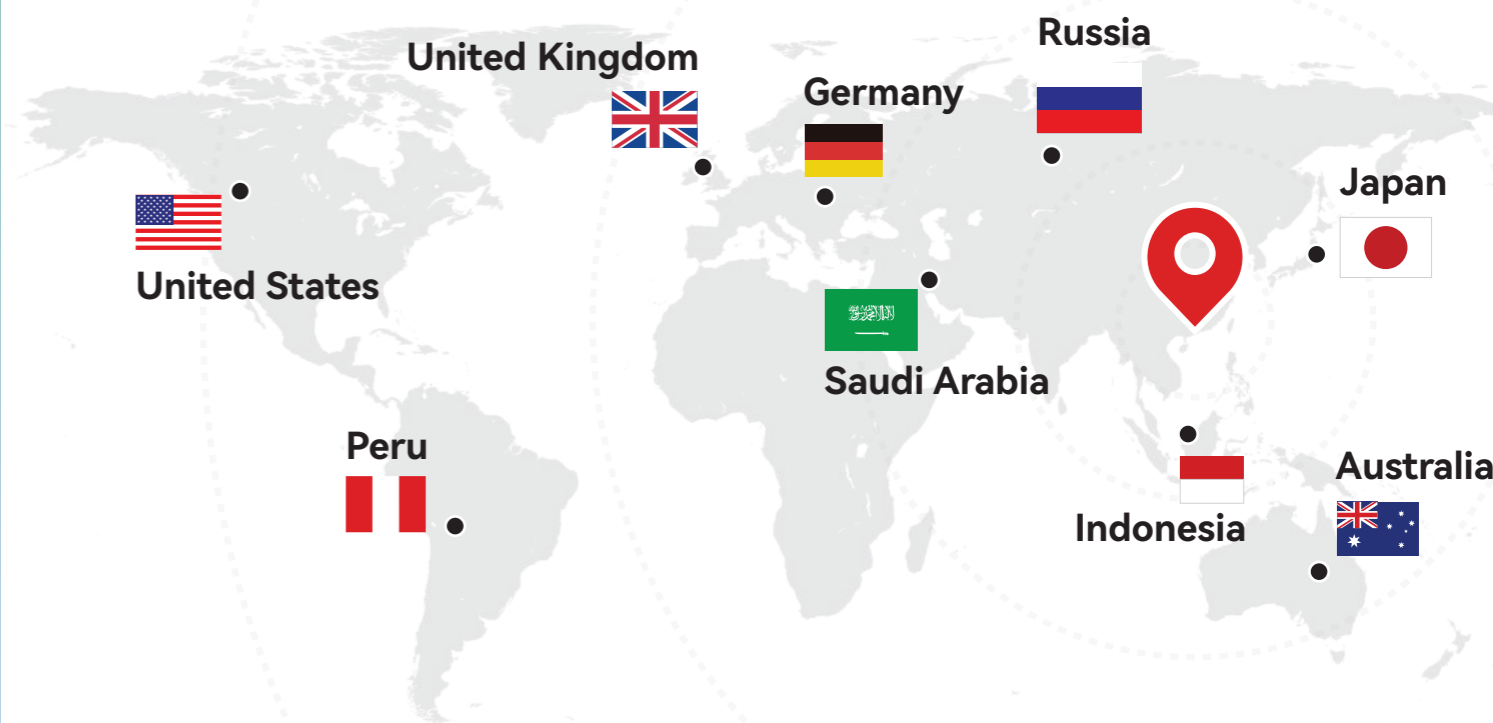 Russia
United Kingdom
Germany
Japan
United States
Saudi Arabia
Peru
Australia
Indonesia